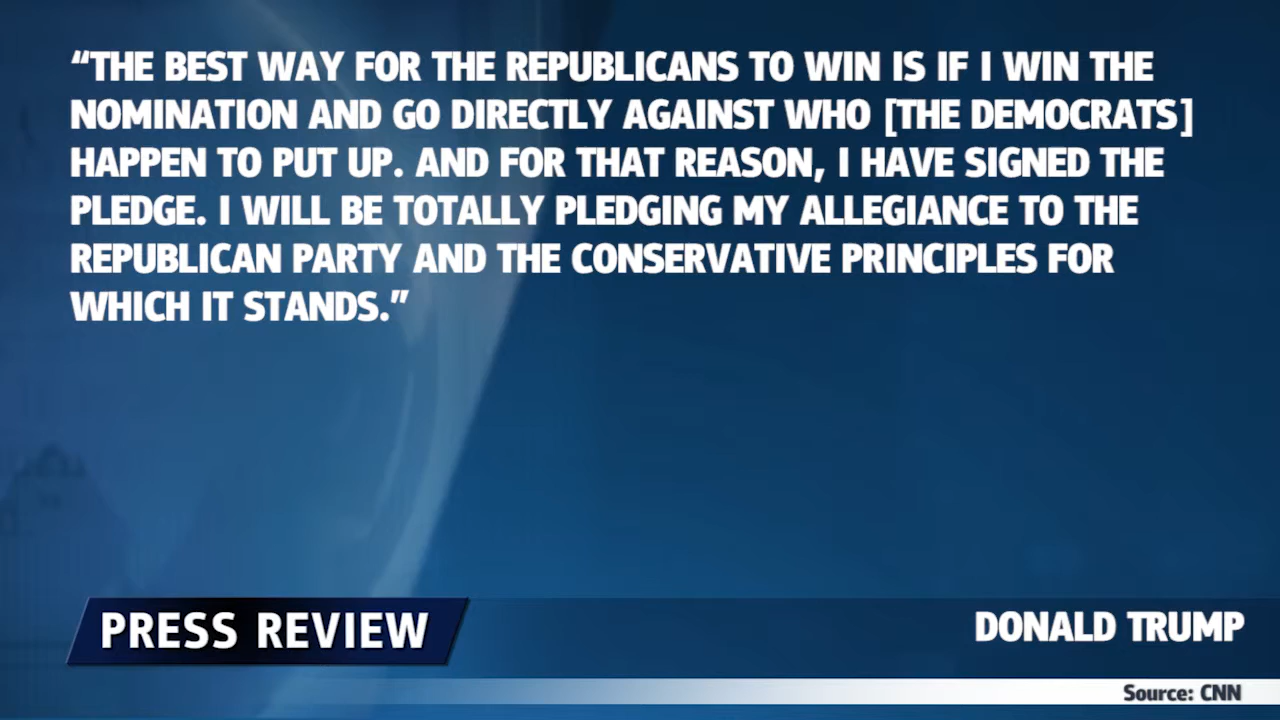 “THE BEST WAY FOR THE REPUBLICANS TO WIN IS IF I WIN THE
NOMINATION AND GO DIRECTLY AGAINST WHO [THE DEMOCRATS]
HAPPEN TO PUT UP. AND FOR THAT REASON, I HAVE SIGNED THE
PLEDGE. I WILL BE TOTALLY PLEDGING MY ALLEGIANCE TO THE
REPUBLICAN PARTY AND THE CONSERVATIVE PRINCIPLES FOR
WHICH IT STANDS.”
PRESS REVIEW
DONALD TRUMP
Source: CNN